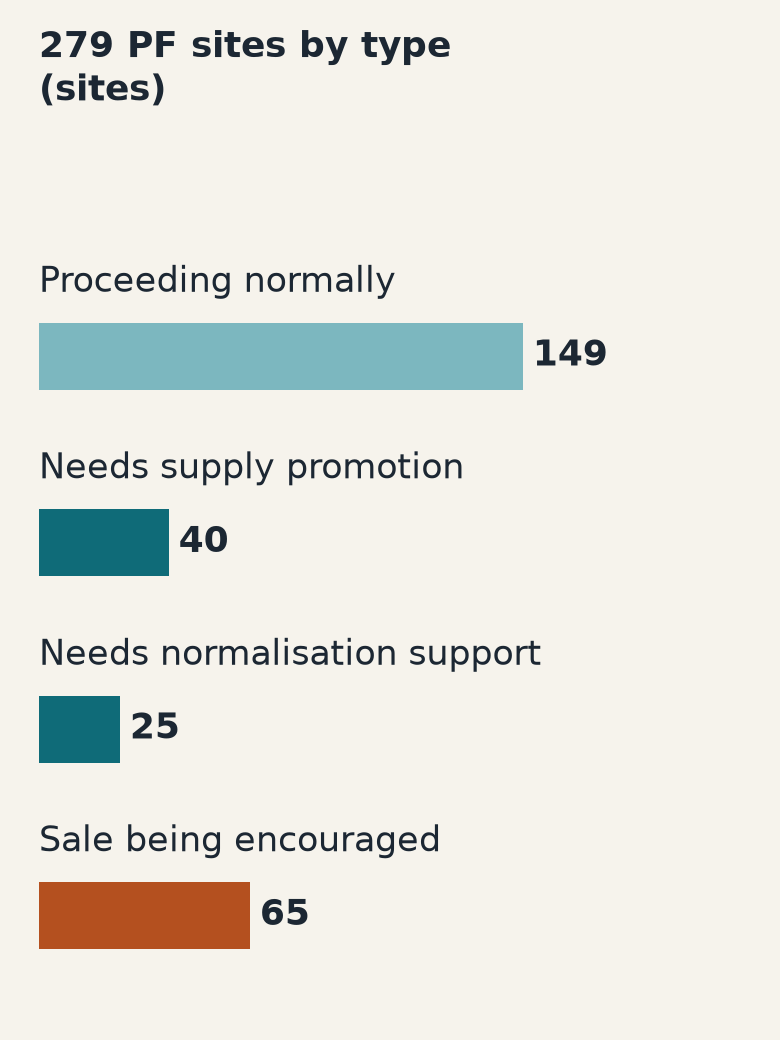 279 PF sites by type
(sites)
Proceeding normally
149
Needs supply promotion
40
Needs normalisation support
25
Sale being encouraged
65